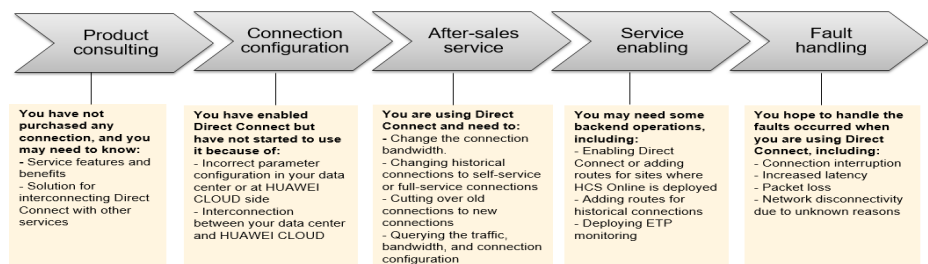 Product
consulting
Connection
configuration
After-sales
service
Service
enabling
Fault
handling
You have not
purchased any
connection, and you
may need to know:
- Service features and
benefits
- Solution for
interconnecting Direct
Connect with other
services
You have enabled
Direct Connect but
have not started to use
it because of:
- Incorrect parameter
configuration in your data
center or at HUAWEI
CLOUD side
- Interconnection
between your data center
and HUAWEI CLOUD
You are using Direct
Connect and need to:
- Change the connection
bandwidth.
- Changing historical
connections to self-service
or full-service connections
- Cutting over old
connections to new
connections
- Querying the traffic,
bandwidth, and connection
configuration
You may need some
backend operations,
including:
- Enabling Direct
Connect or adding
routes for sites where
HCS Online is deployed
- Adding routes for
historical connections
- Deploying ETP
monitoring
You hope to handle the
faults occurred when
you are using Direct
Connect, including:
- Connection interruption
- Increased latency
- Packet loss
- Network disconnectivity
due to unknown reasons